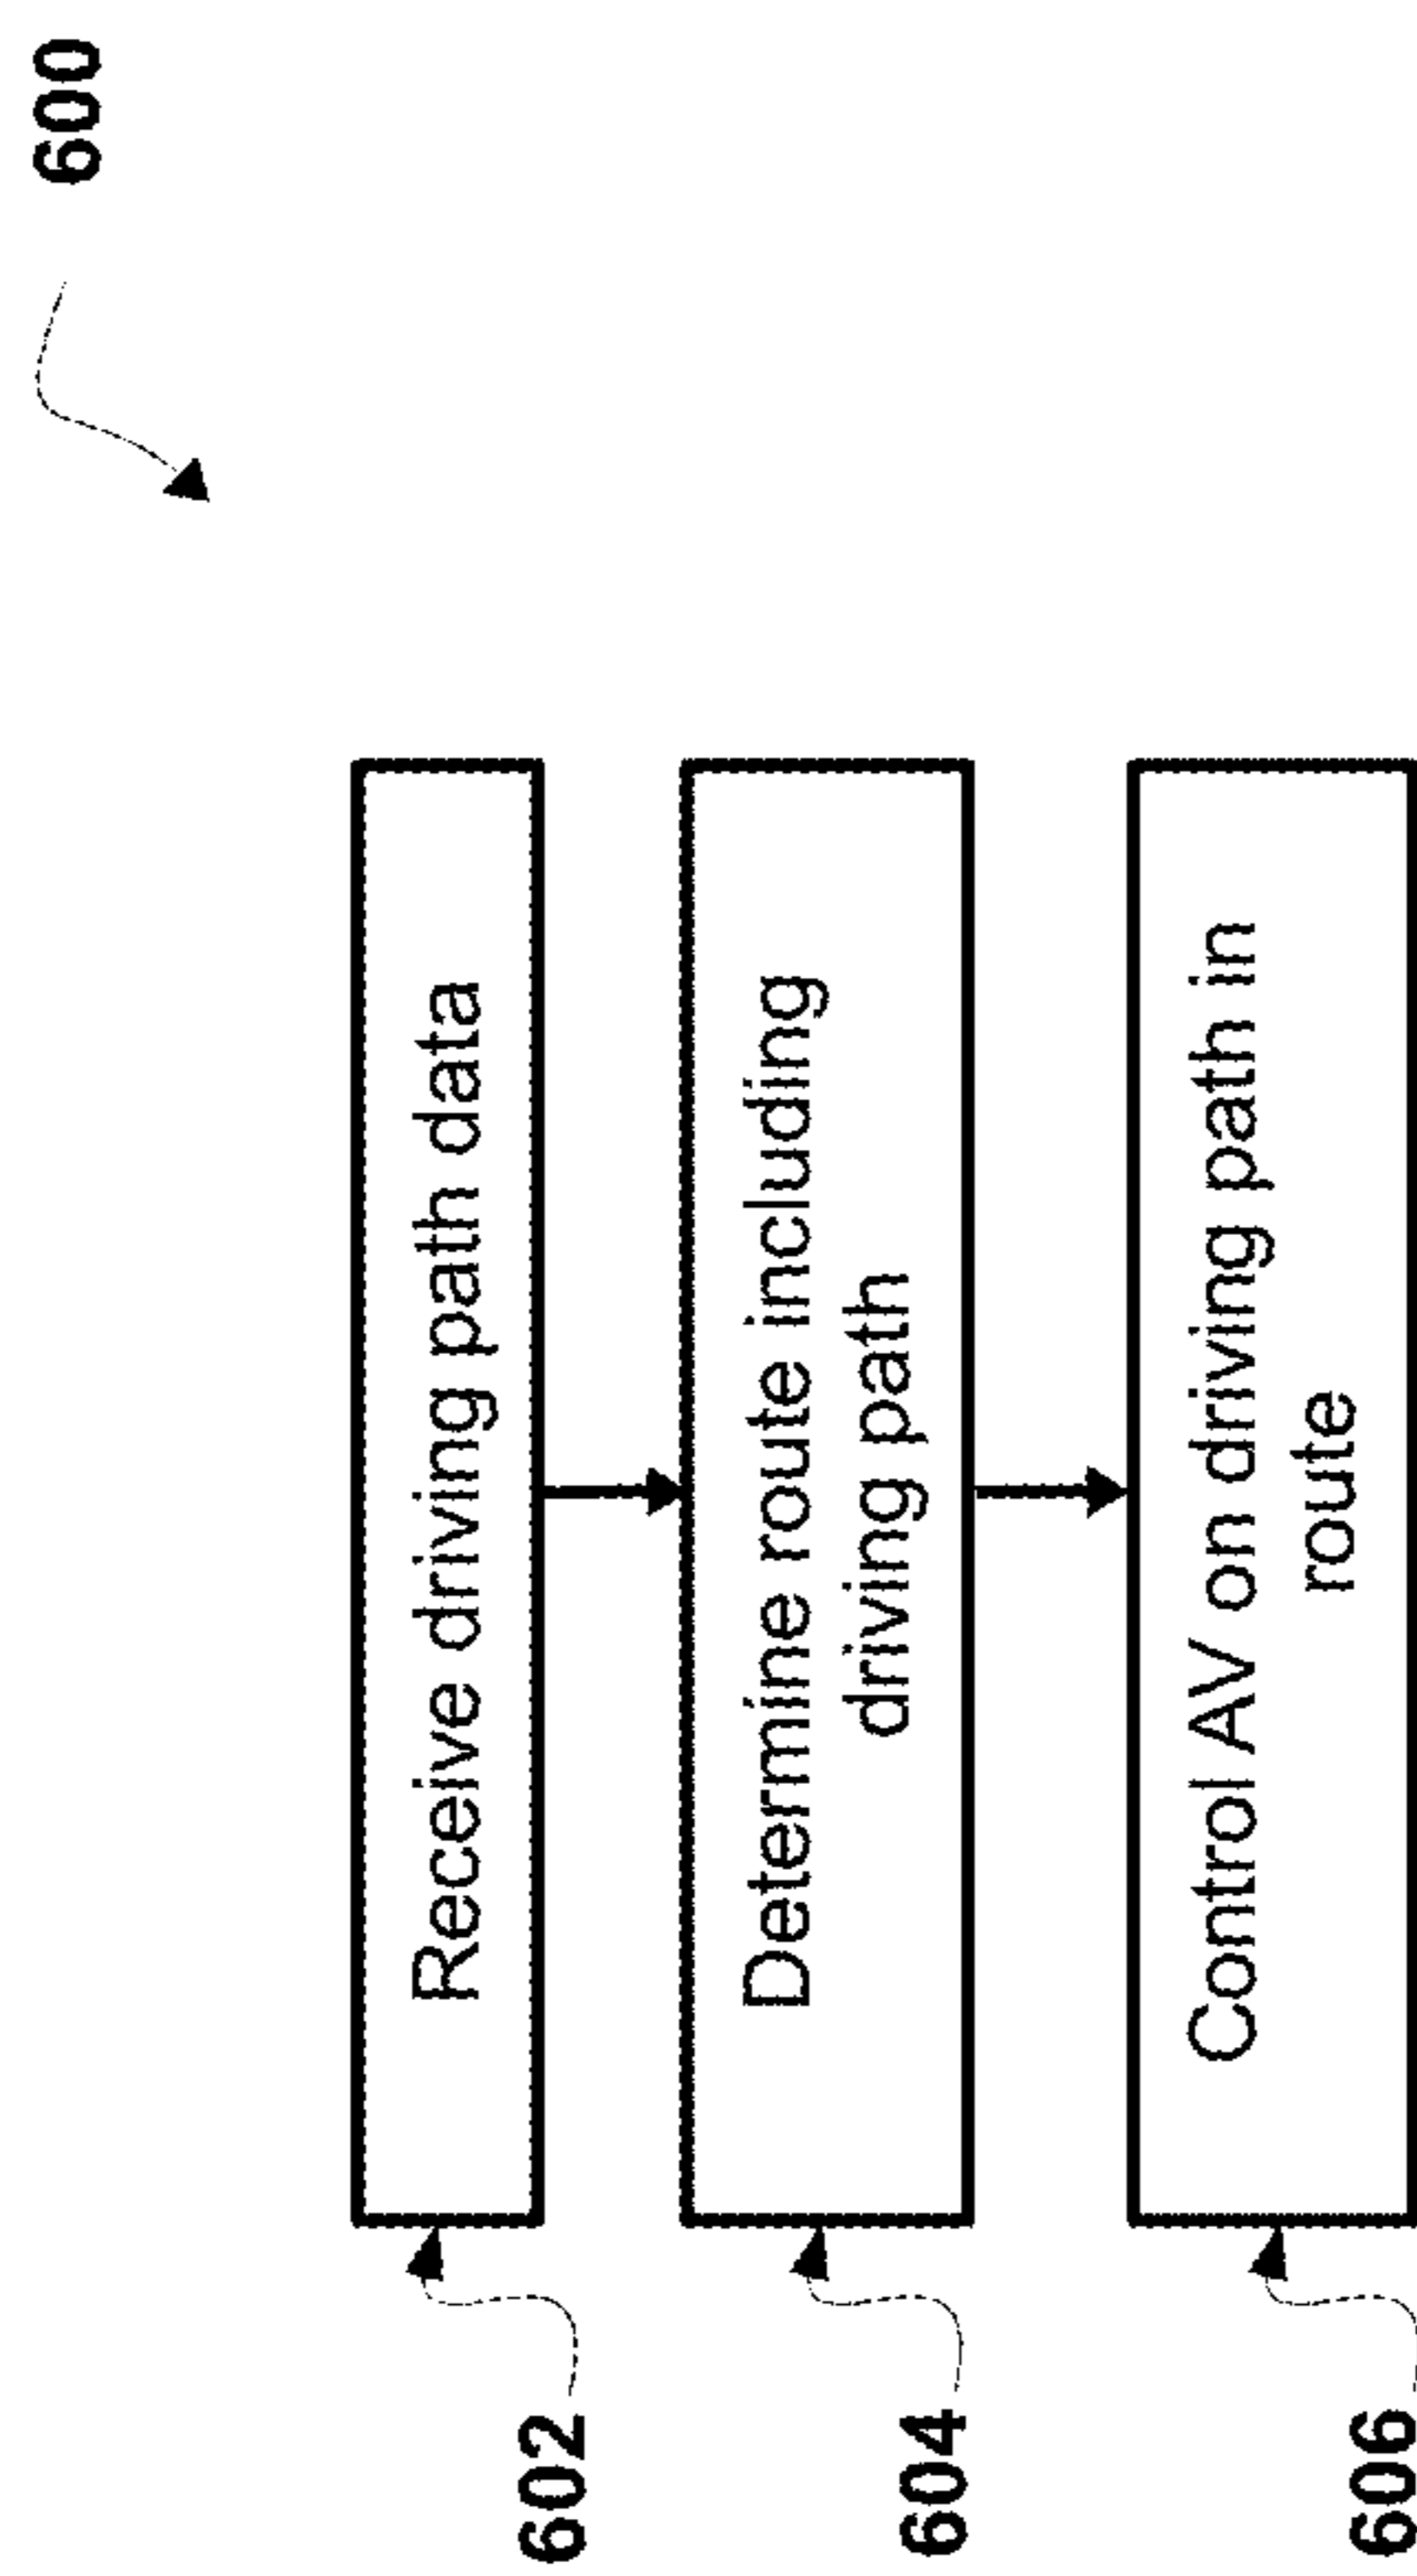 600
602
Receive driving path data
604
Determine route including
driving path
606
Control AV on driving path in
route